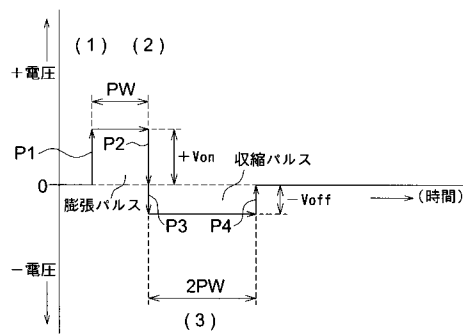 (1)
(2)
+電圧
PW
P1
P2
+Von
収縮パルス
0
膨張パルス
P3
P4
-Voff
(時間)
-電圧
2PW
(3)